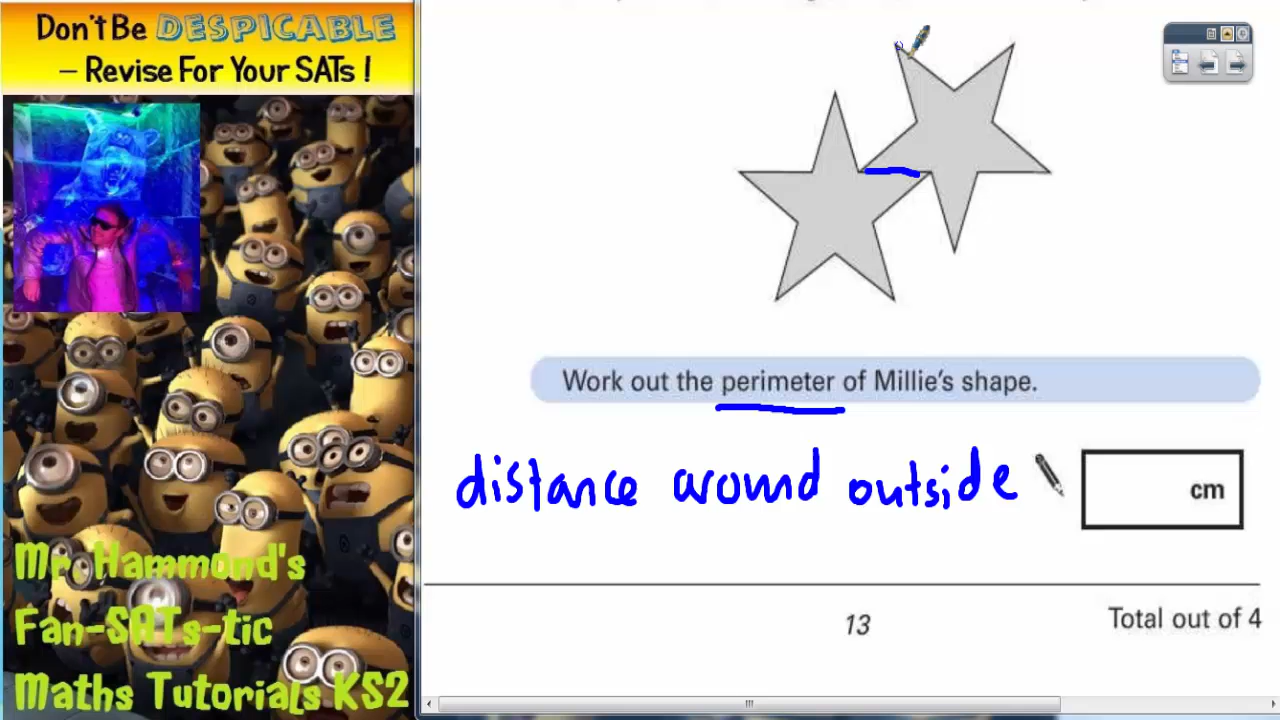 Don't Be DESPICABLE
– Revise For Your SATs !
Work out the perimeter of Millie's shape.
distance around outside
cm
13
Total out of 4
Mr. Hammond's
Fan-SATs-tic
Maths Tutorials KS2